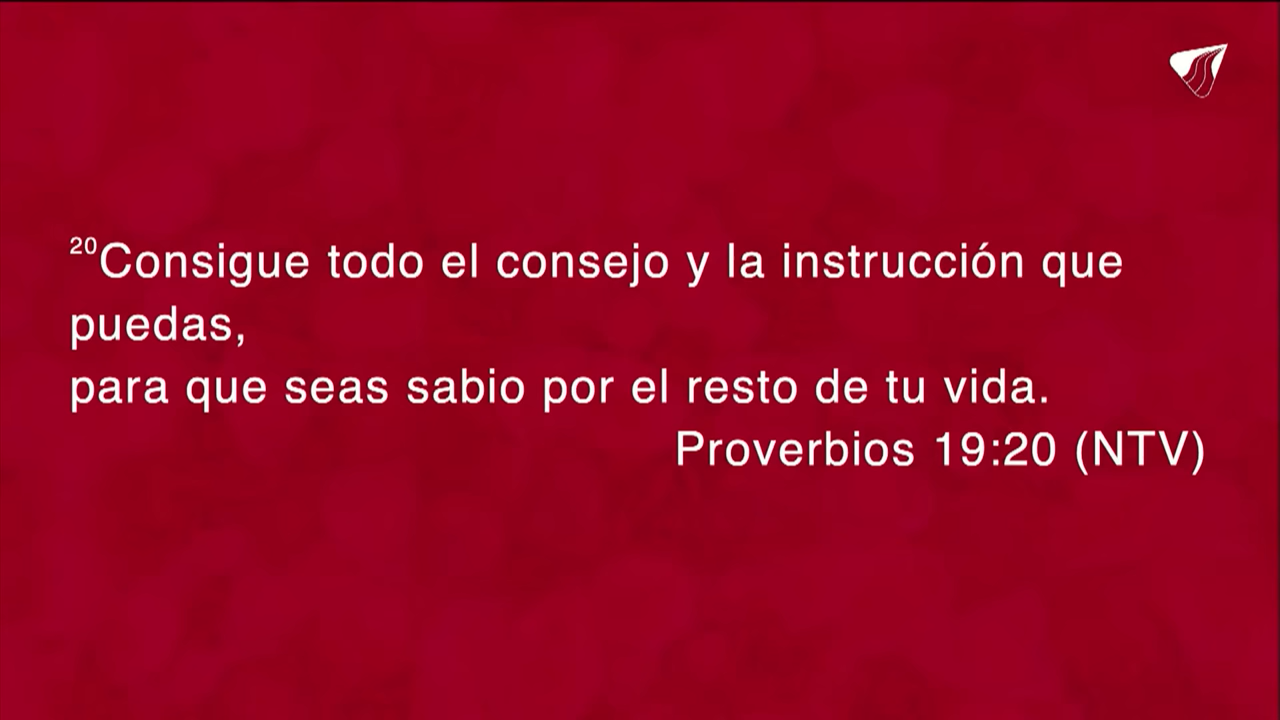 20Consigue todo el consejo y la instrucción que
puedas,
para que seas sabio por el resto de tu vida.
Proverbios 19:20 (NTV)